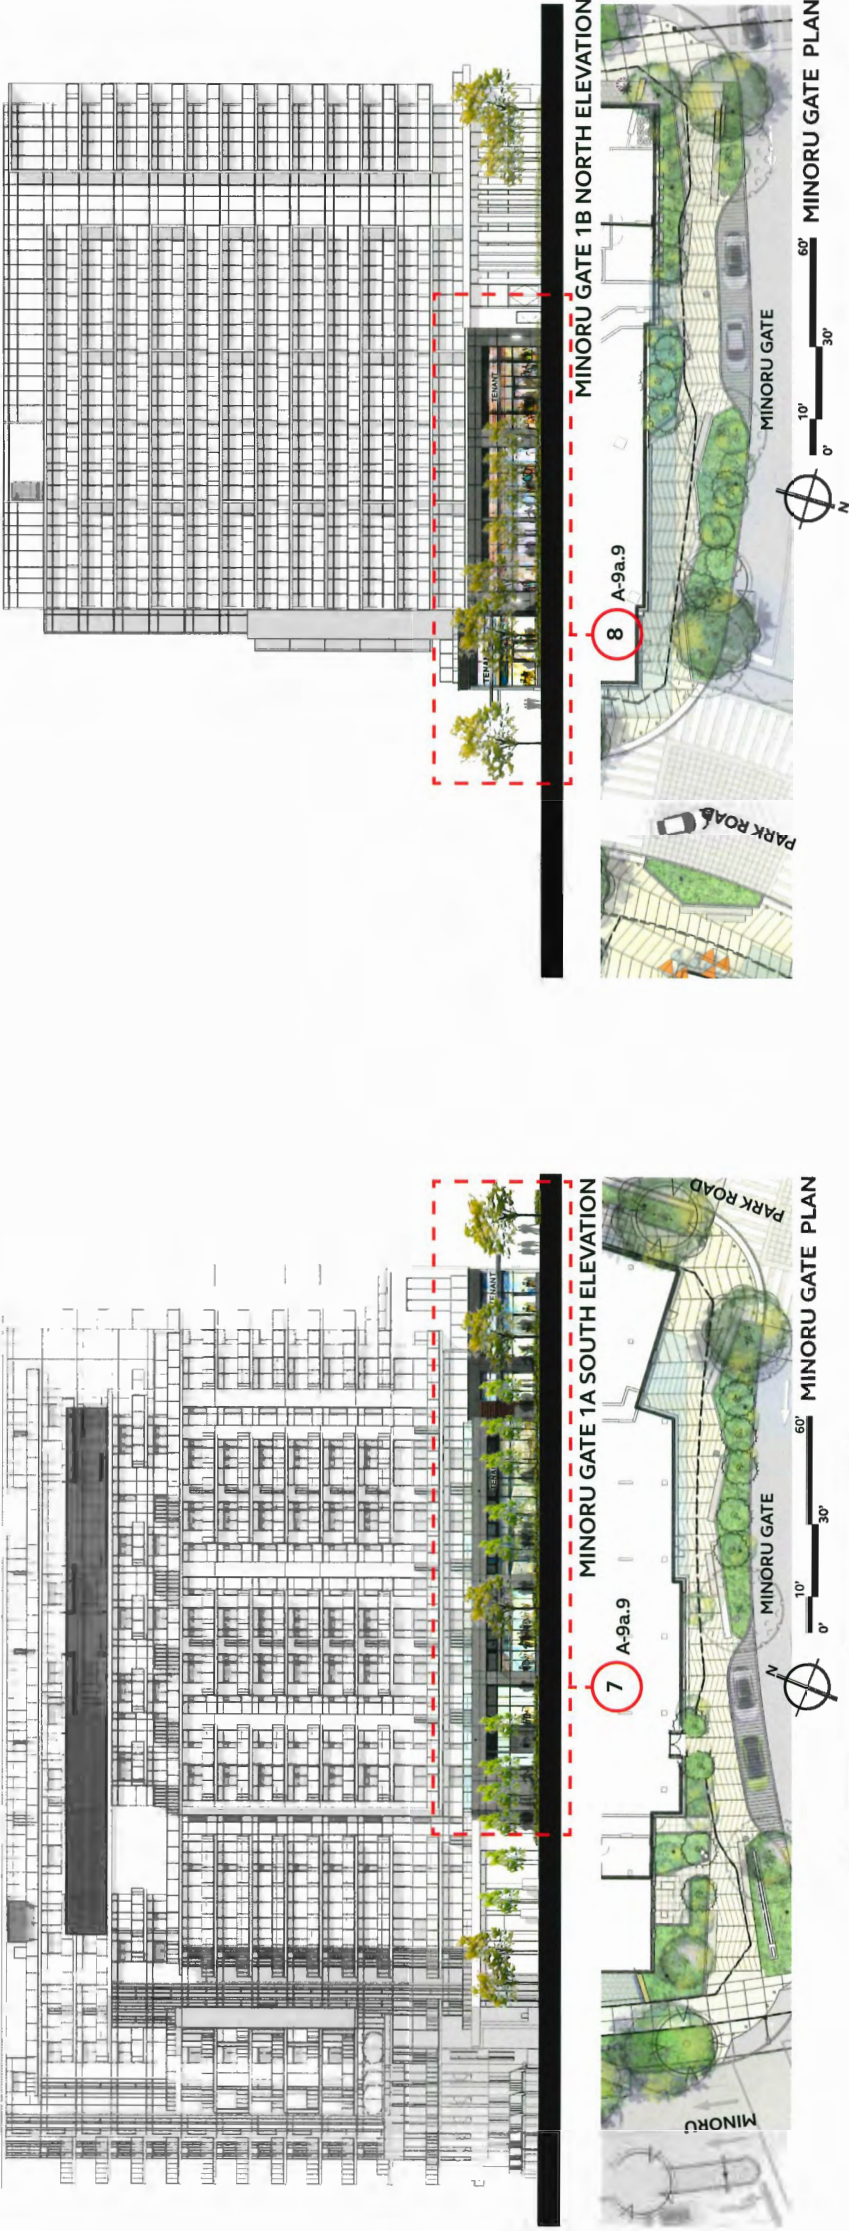 MINORU GATE 1A SOUTH ELEVATION
TENANT
TENANT
7
A-9a.9
MINORU
MINORU GATE
PARK ROAD
N
0'
10'
30'
60'
MINORU GATE PLAN
MINORU GATE 1B NORTH ELEVATION
TENANT
8
A-9a.9
PARK ROAD
MINORU GATE
N
0'
10'
30'
60'
MINORU GATE PLAN